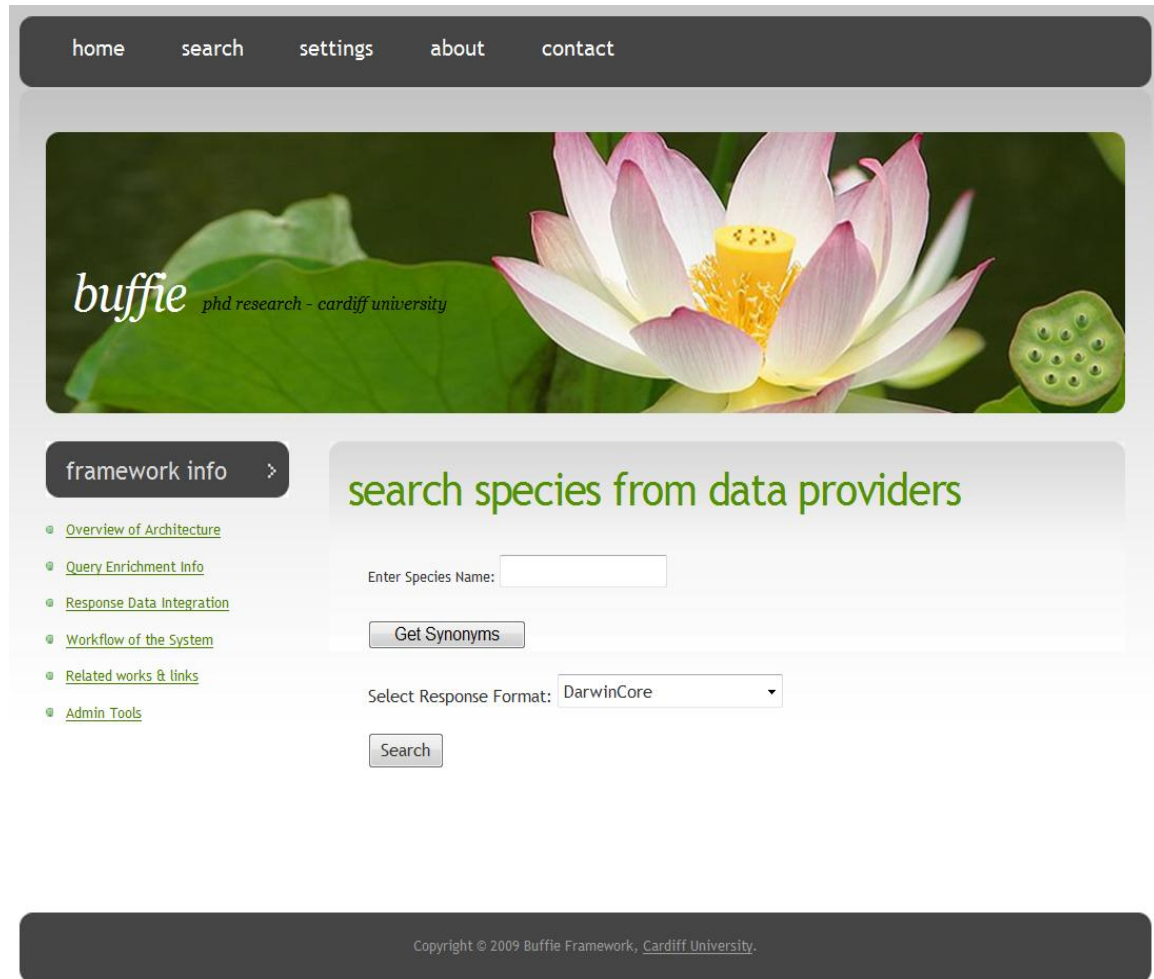 home search settings about contact
buffie phd research - cardiff university
framework info
Overview of Architecture
Query Enrichment Info
Response Data Integration
Workflow of the System
Related works & links
Admin Tools
search species from data providers
Enter Species Name:
Get Synonyms
Select Response Format: DarwinCore
Search
Copyright © 2009 Buffie Framework, Cardiff University.